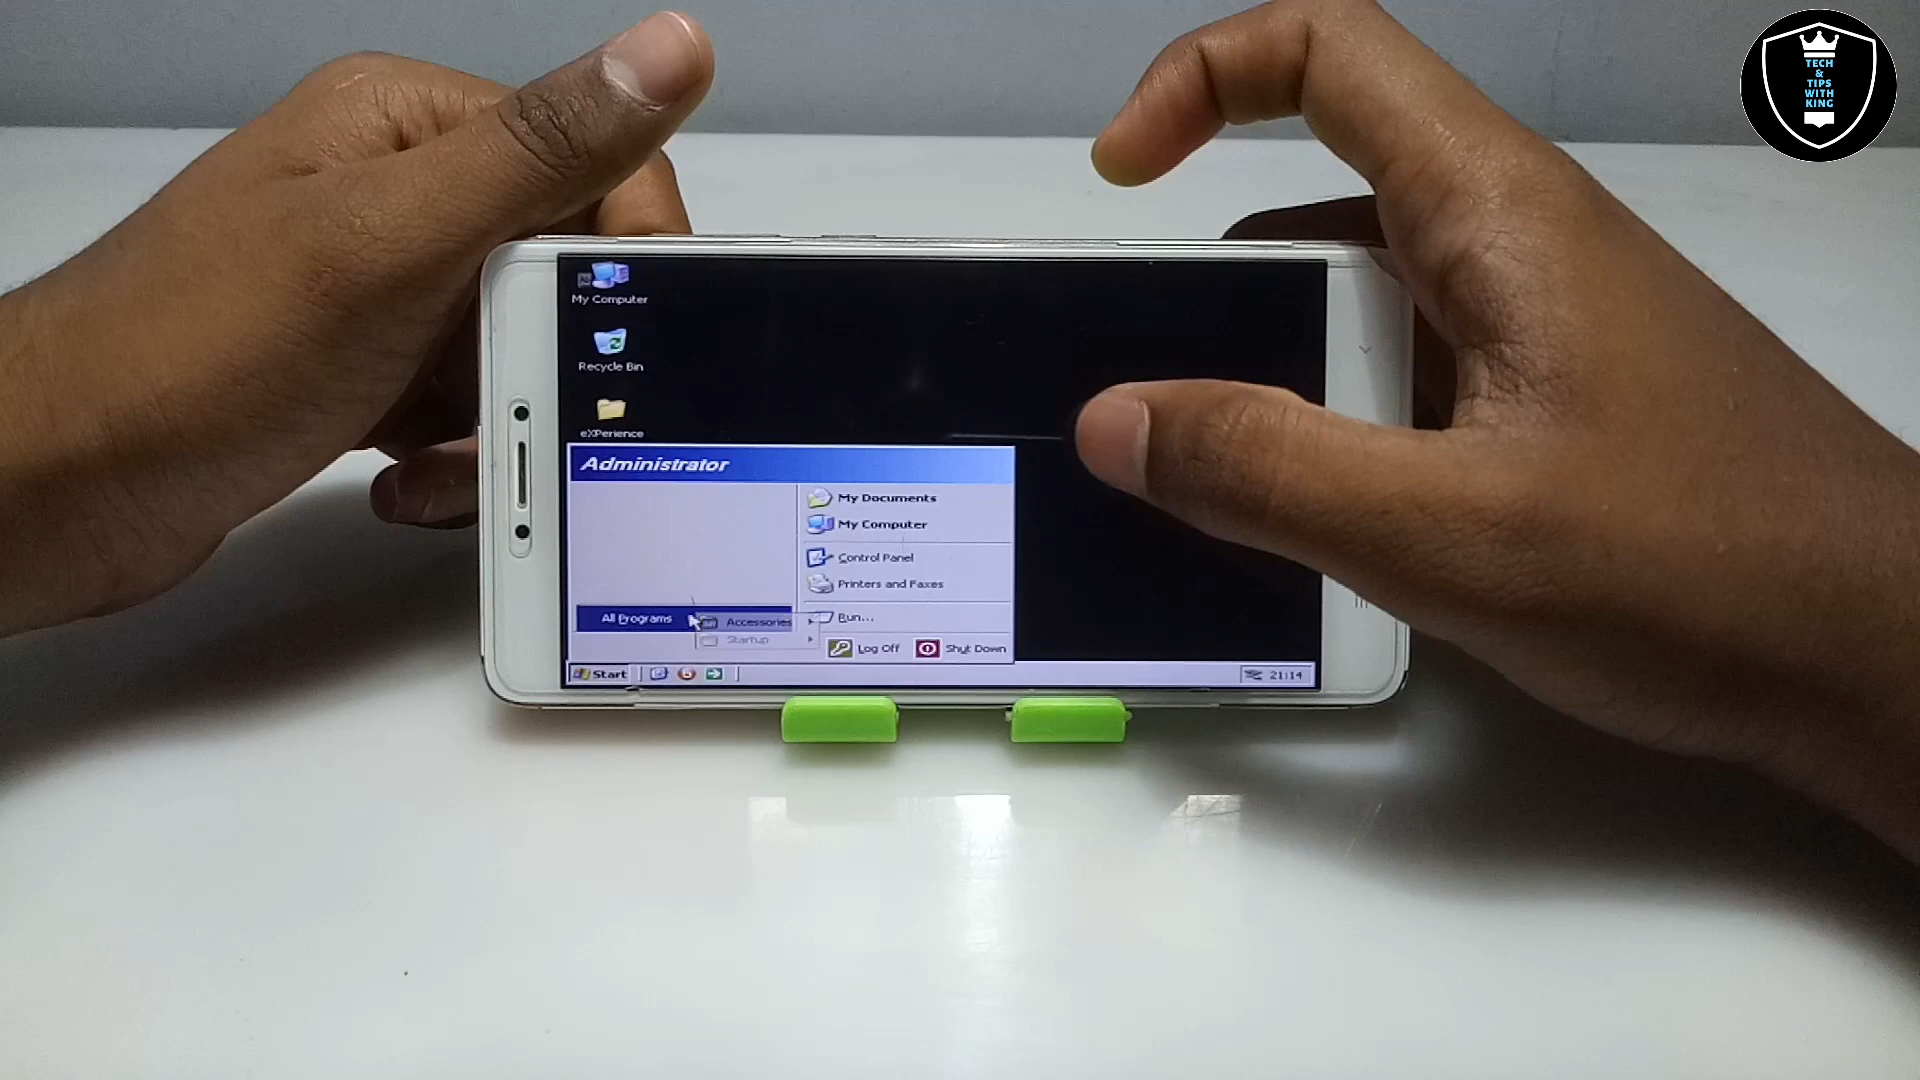 TECH
&
TIPS
WITH
KING
My Computer
Recycle Bin
eXPerience
Administrator
My Documents
My Computer
Control Panel
Printers and Faxes
All Programs
Accessories
Startup
Run...
Log Off
Shut Down
Start
21:14